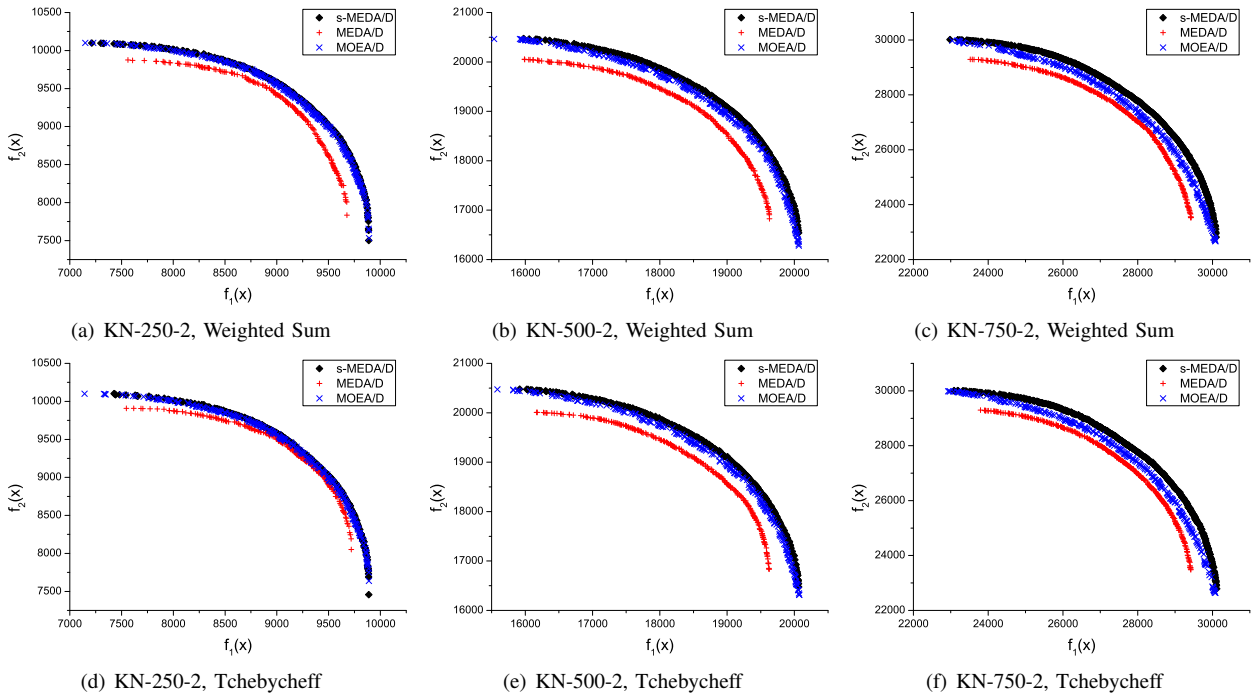 s-MEDA/D
MEDA/D
MOEA/D
10500
10000
9500
9000
8500
8000
7500
f2(x)
7000 7500 8000 8500 9000 9500 10000
f1(x)
(a) KN-250-2, Weighted Sum
s-MEDA/D
MEDA/D
MOEA/D
21000
20000
19000
18000
17000
16000
f2(x)
16000 17000 18000 19000 20000
f1(x)
(b) KN-500-2, Weighted Sum
s-MEDA/D
MEDA/D
MOEA/D
30000
28000
26000
24000
22000
f2(x)
22000 24000 26000 28000 30000
f1(x)
(c) KN-750-2, Weighted Sum
s-MEDA/D
MEDA/D
MOEA/D
10500
10000
9500
9000
8500
8000
7500
f2(x)
7000 7500 8000 8500 9000 9500 10000
f1(x)
(d) KN-250-2, Tchebycheff
s-MEDA/D
MEDA/D
MOEA/D
21000
20000
19000
18000
17000
16000
f2(x)
16000 17000 18000 19000 20000
f1(x)
(e) KN-500-2, Tchebycheff
s-MEDA/D
MEDA/D
MOEA/D
30000
28000
26000
24000
22000
f2(x)
22000 24000 26000 28000 30000
f1(x)
(f) KN-750-2, Tchebycheff